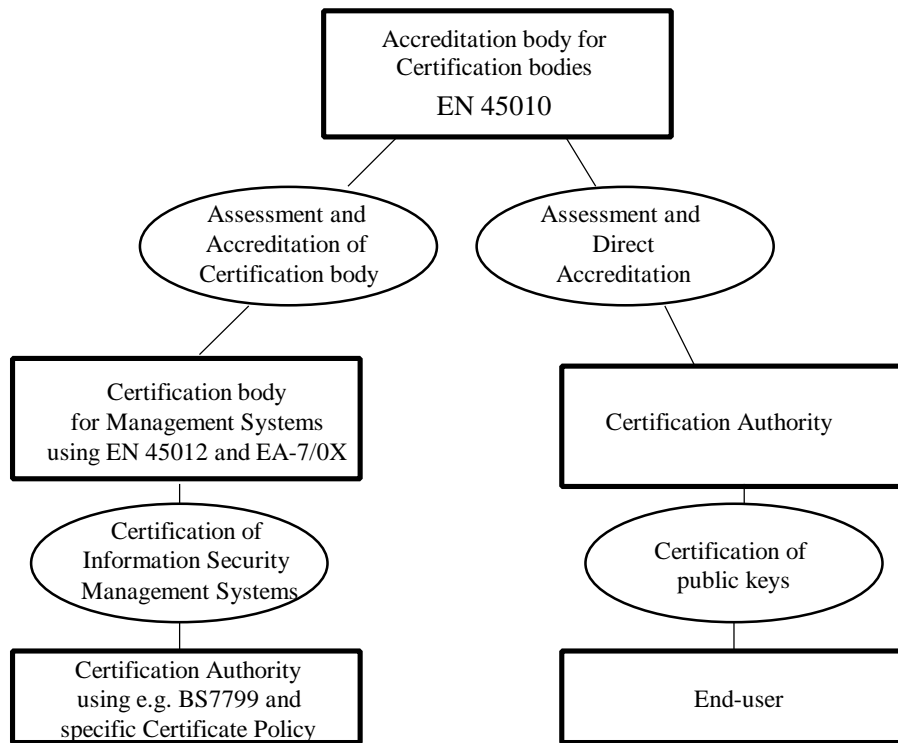 Accreditation body for
Certification bodies
EN 45010
Assessment and
Accreditation of
Certification body
Assessment and
Direct
Accreditation
Certification body
for Management Systems
using EN 45012 and EA-7/0X
Certification Authority
Certification of
Information Security
Management Systems
Certification of
public keys
Certification Authority
using e.g. BS7799 and
specific Certificate Policy
End-user